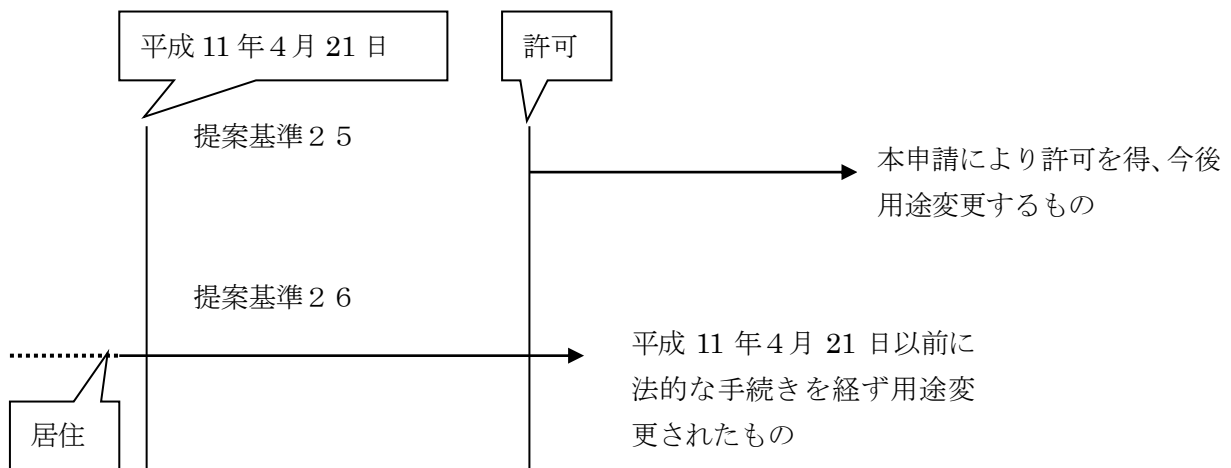 平成 11 年４月 21 日
許可
提案基準２５
本申請により許可を得、今後
用途変更するもの
提案基準２６
平成 11 年４月 21 日以前に
法的な手続きを経ず用途変
更されたもの
居住